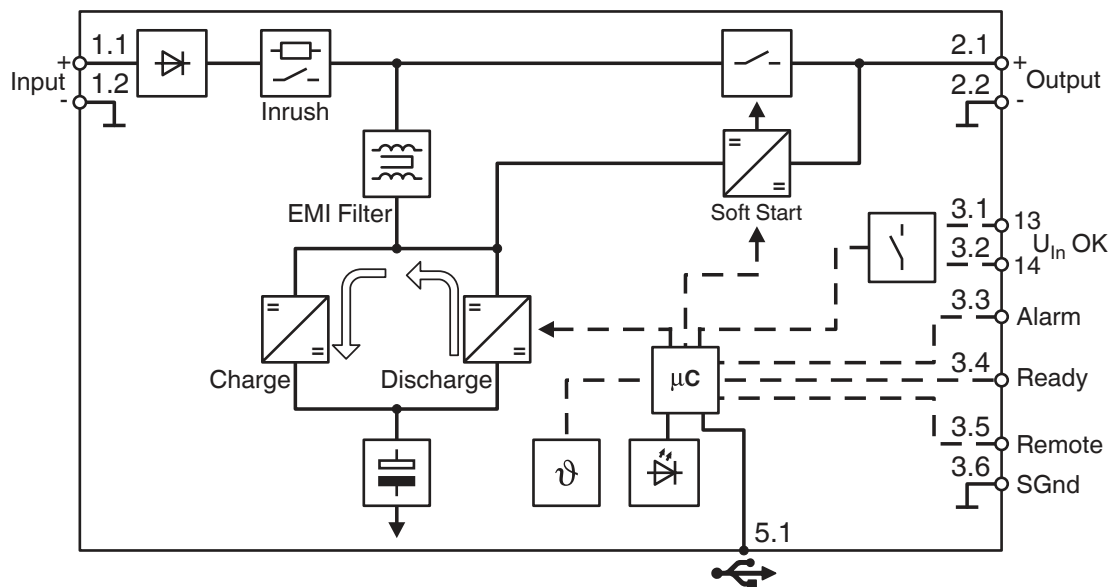 1.1
2.1
+
+
Input
1.2
2.2
Output
-
-
Inrush
=
=
EMI Filter
Soft Start
3.1
13
U_In OK
3.2
14
=
=
=
=
3.3
Alarm
Charge
Discharge
μC
3.4
Ready
3.5
Remote
ϑ
3.6
SGnd
5.1